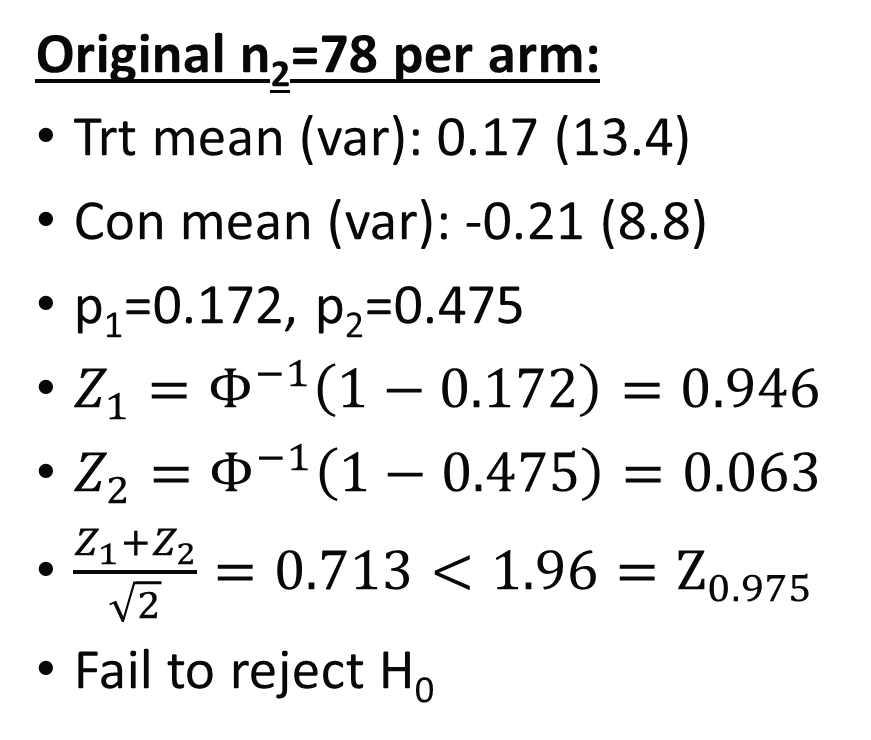 Original n₂=78 per arm:
• Trt mean (var): 0.17 (13.4)
• Con mean (var): -0.21 (8.8)
• p₁=0.172, p₂=0.475
• Z₁ = Φ⁻¹(1 − 0.172) = 0.946
• Z₂ = Φ⁻¹(1 − 0.475) = 0.063
• (Z₁+Z₂)/√2 = 0.713 < 1.96 = Z₀.₉₇₅
• Fail to reject H₀